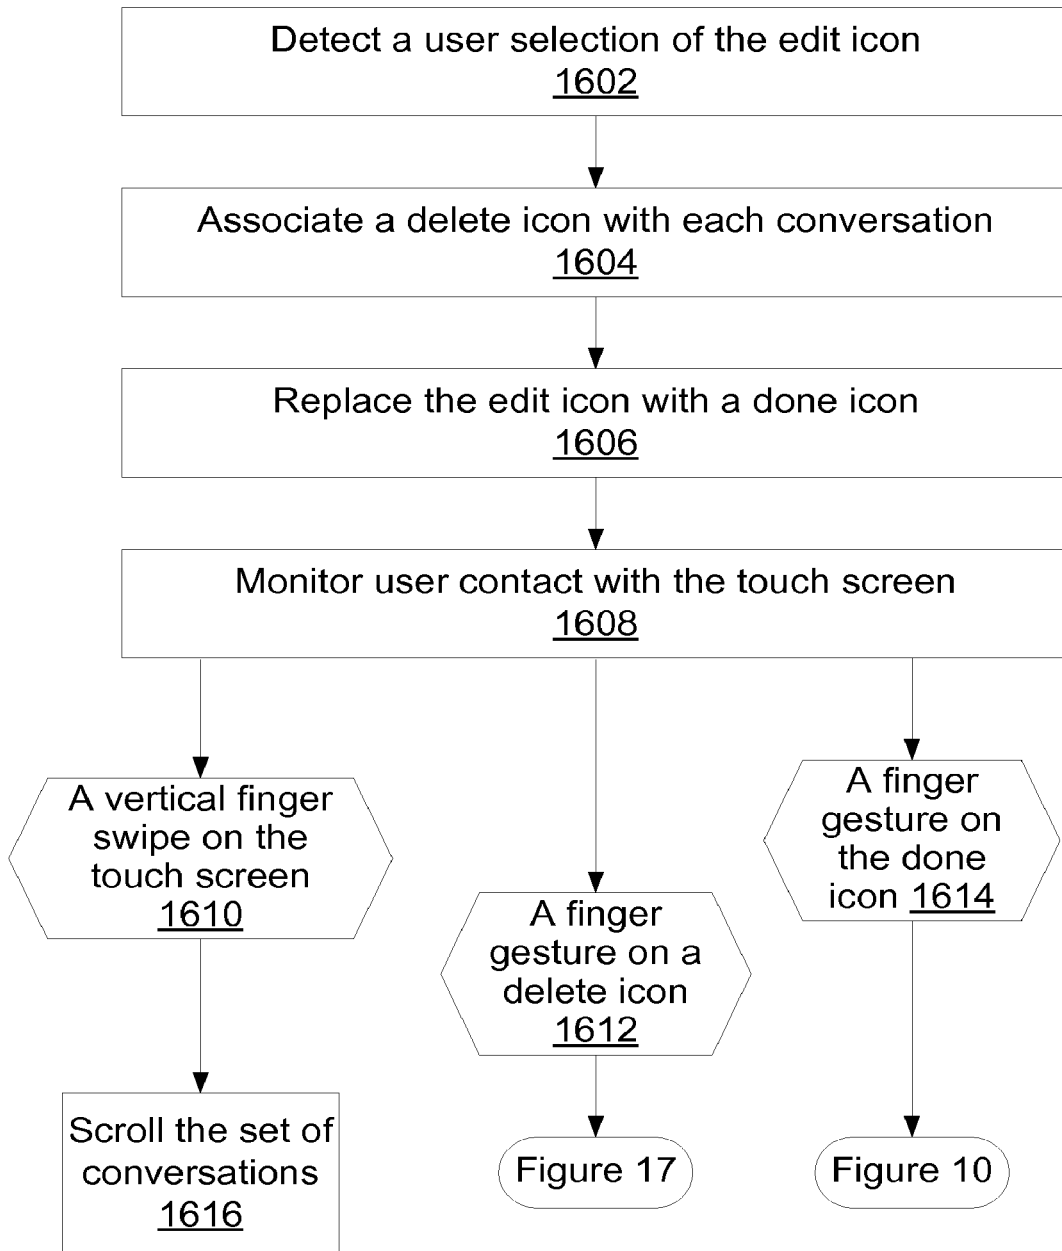 Detect a user selection of the edit icon
1602
Associate a delete icon with each conversation
1604
Replace the edit icon with a done icon
1606
Monitor user contact with the touch screen
1608
A vertical finger
swipe on the
touch screen
1610
A finger
gesture on a
delete icon
1612
A finger
gesture on
the done
icon 1614
Scroll the set of
conversations
1616
Figure 17
Figure 10